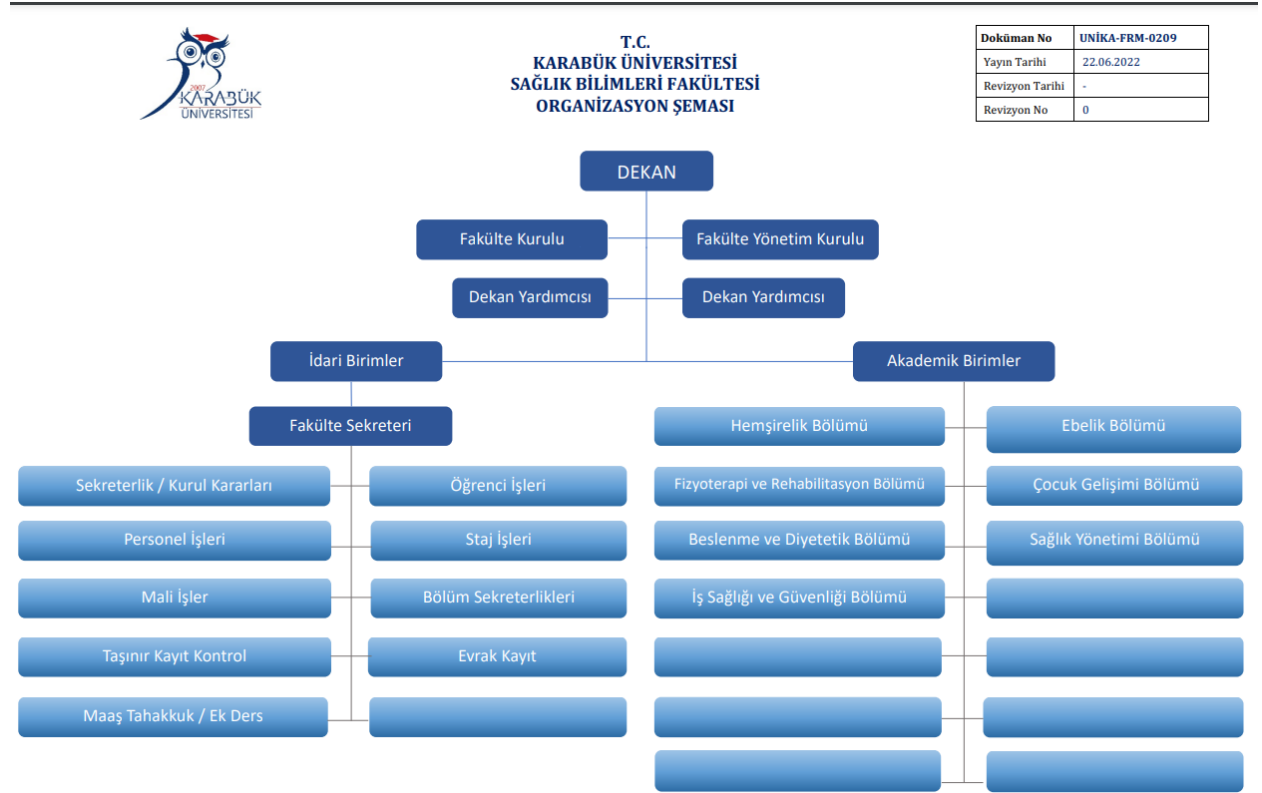 2007
KARABÜK
ÜNİVERSİTESİ
T.C.
KARABÜK ÜNİVERSİTESİ
SAĞLIK BİLİMLERİ FAKÜLTESİ
ORGANİZASYON ŞEMASI
Doküman No UNİKA-FRM-0209
Yayın Tarihi 22.06.2022
Revizyon Tarihi -
Revizyon No 0
DEKAN
Fakülte Kurulu
Fakülte Yönetim Kurulu
Dekan Yardımcısı
Dekan Yardımcısı
İdari Birimler
Akademik Birimler
Fakülte Sekreteri
Sekreterlik / Kurul Kararları
Öğrenci İşleri
Personel İşleri
Staj İşleri
Mali İşler
Bölüm Sekreterlikleri
Taşınır Kayıt Kontrol
Evrak Kayıt
Maaş Tahakkuk / Ek Ders
Hemşirelik Bölümü
Ebelik Bölümü
Fizyoterapi ve Rehabilitasyon Bölümü
Çocuk Gelişimi Bölümü
Beslenme ve Diyetetik Bölümü
Sağlık Yönetimi Bölümü
İş Sağlığı ve Güvenliği Bölümü